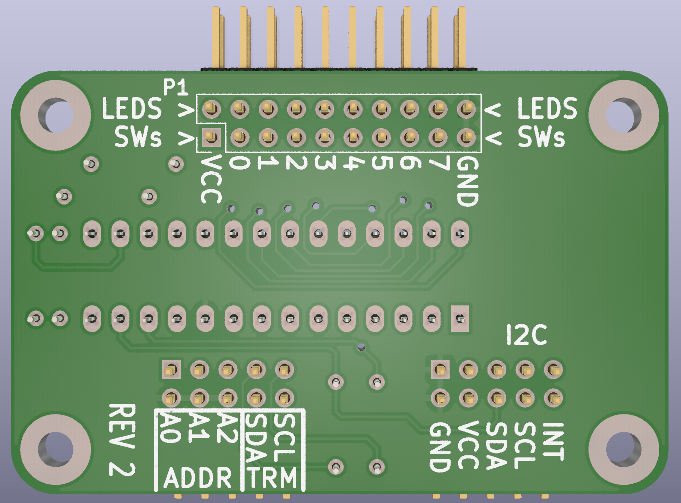 P1
LEDS > < LEDS
SWs > < SWs
VCC 0 1 2 3 4 5 6 7 GND
I2C
REV 2
A0 A1 A2 SDA SCL
ADDR TRM
GND VCC SDA SCL INT